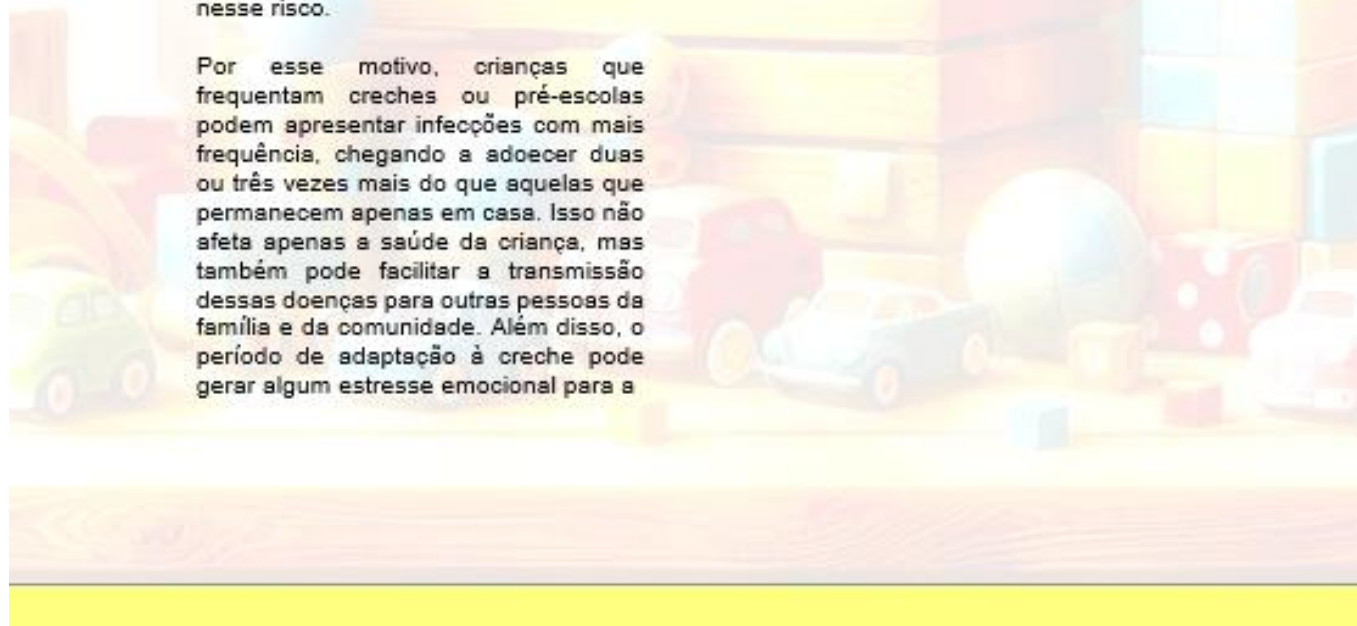 nesse risco.
Por esse motivo, crianças que
frequentam creches ou pré-escolas
podem apresentar infecções com mais
frequência, chegando a adoecer duas
ou três vezes mais do que aquelas que
permanecem apenas em casa. Isso não
afeta apenas a saúde da criança, mas
também pode facilitar a transmissão
dessas doenças para outras pessoas da
família e da comunidade. Além disso, o
período de adaptação à creche pode
gerar algum estresse emocional para a